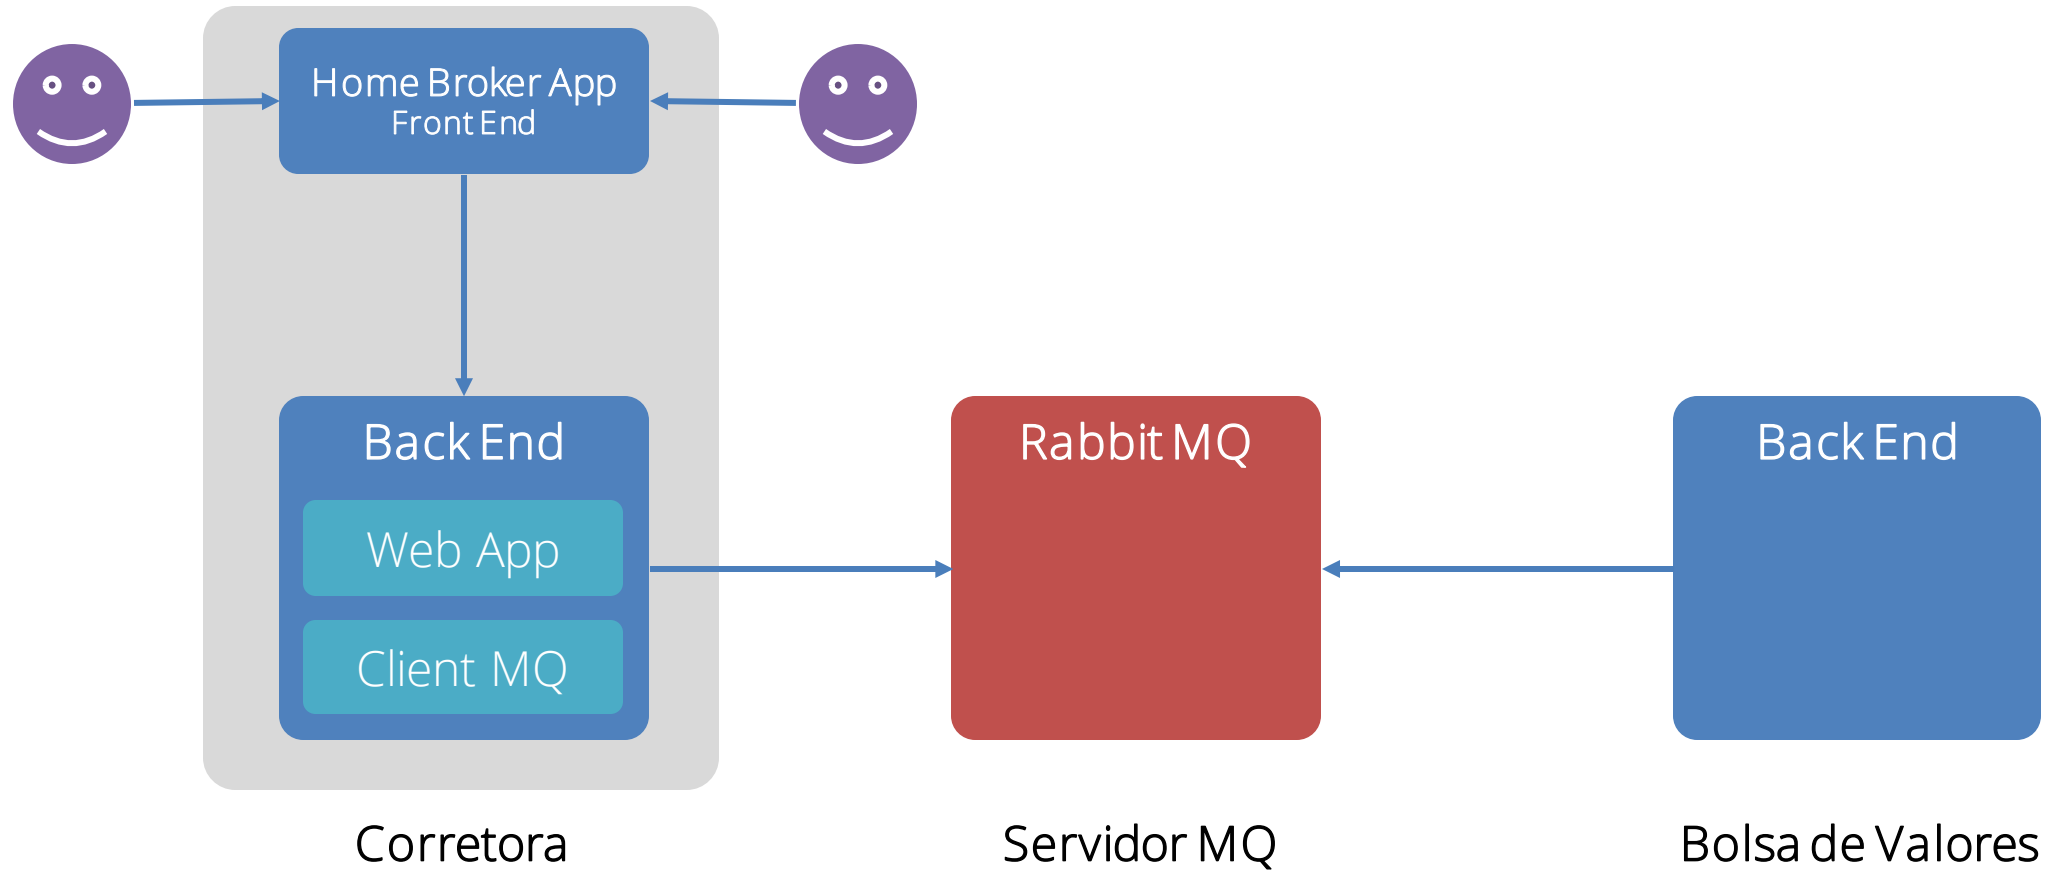 Home Broker App
Front End
Back End
Web App
Client MQ
Rabbit MQ
Back End
Corretora
Servidor MQ
Bolsa de Valores